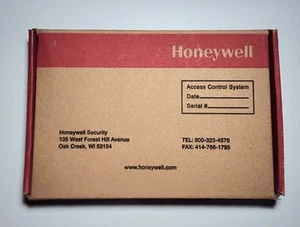 Honeywell
Access Control System
Date
Serial #
Honeywell Security
135 West Forest Hill Avenue
Oak Creek, WI 53154
TEL: 800-323-4576
FAX: 414-766-1795
www.honeywell.com